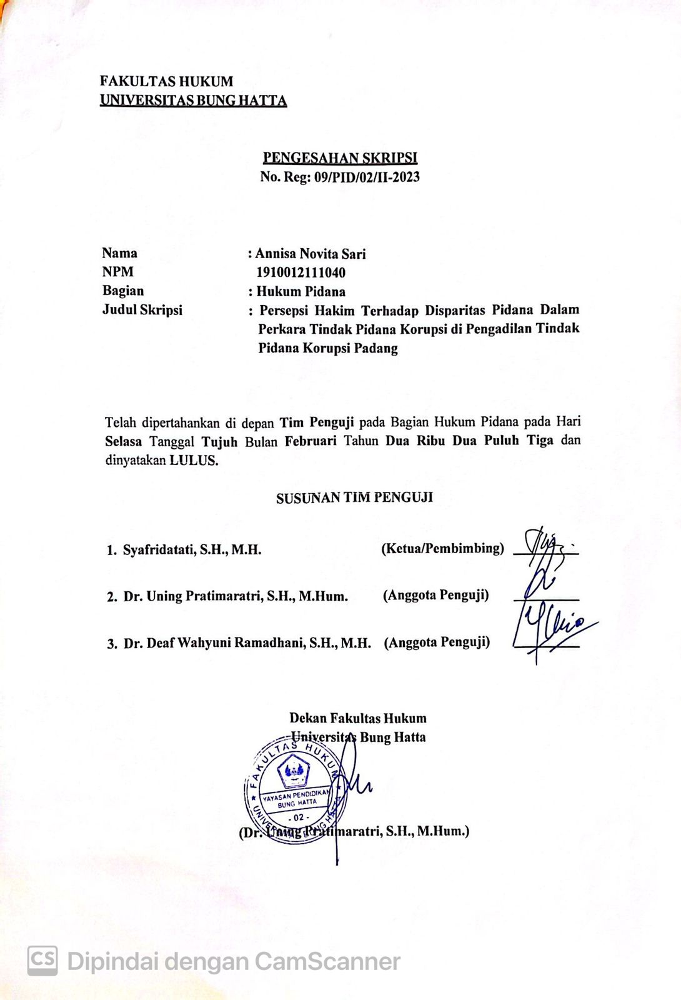 FAKULTAS HUKUM
UNIVERSITAS BUNG HATTA
PENGESAHAN SKRIPSI
No. Reg: 09/PID/02/II-2023
Nama : Annisa Novita Sari
NPM 1910012111040
Bagian : Hukum Pidana
Judul Skripsi : Persepsi Hakim Terhadap Disparitas Pidana Dalam
Perkara Tindak Pidana Korupsi di Pengadilan Tindak
Pidana Korupsi Padang
Telah dipertahankan di depan Tim Penguji pada Bagian Hukum Pidana pada Hari
Selasa Tanggal Tujuh Bulan Februari Tahun Dua Ribu Dua Puluh Tiga dan
dinyatakan LULUS.
SUSUNAN TIM PENGUJI
1. Syafridatati, S.H., M.H. (Ketua/Pembimbing)
2. Dr. Uning Pratimaratri, S.H., M.Hum. (Anggota Penguji)
3. Dr. Deaf Wahyuni Ramadhani, S.H., M.H. (Anggota Penguji)
Dekan Fakultas Hukum
Universitas Bung Hatta
FAKULTAS HUKUM
YAYASAN PENDIDIKAN
BUNG HATTA
- 02 -
UNIVERSITAS BUNG HATTA
(Dr. Uning Pratimaratri, S.H., M.Hum.)
CS Dipindai dengan CamScanner